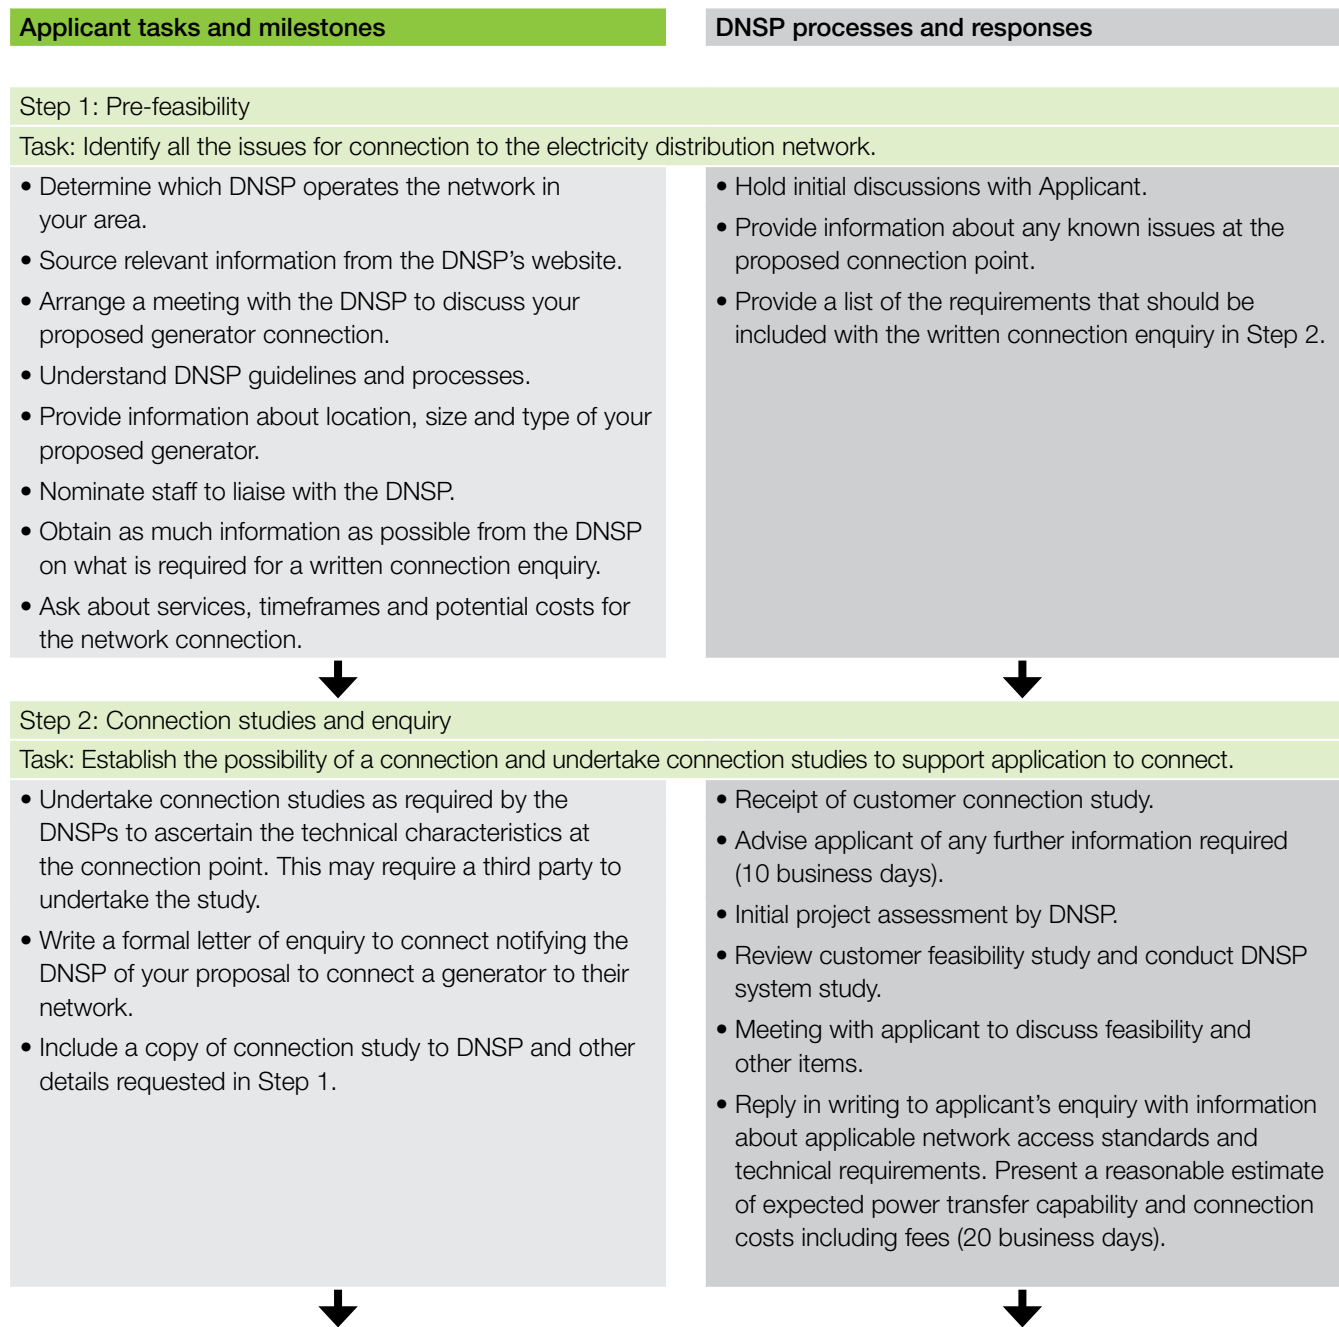 Applicant tasks and milestones
DNSP processes and responses
Step 1: Pre-feasibility
Task: Identify all the issues for connection to the electricity distribution network.
• Determine which DNSP operates the network in
your area.
• Source relevant information from the DNSP's website.
• Arrange a meeting with the DNSP to discuss your
proposed generator connection.
• Understand DNSP guidelines and processes.
• Provide information about location, size and type of your
proposed generator.
• Nominate staff to liaise with the DNSP.
• Obtain as much information as possible from the DNSP
on what is required for a written connection enquiry.
• Ask about services, timeframes and potential costs for
the network connection.
• Hold initial discussions with Applicant.
• Provide information about any known issues at the
proposed connection point.
• Provide a list of the requirements that should be
included with the written connection enquiry in Step 2.
Step 2: Connection studies and enquiry
Task: Establish the possibility of a connection and undertake connection studies to support application to connect.
• Undertake connection studies as required by the
DNSPs to ascertain the technical characteristics at
the connection point. This may require a third party to
undertake the study.
• Write a formal letter of enquiry to connect notifying the
DNSP of your proposal to connect a generator to their
network.
• Include a copy of connection study to DNSP and other
details requested in Step 1.
• Receipt of customer connection study.
• Advise applicant of any further information required
(10 business days).
• Initial project assessment by DNSP.
• Review customer feasibility study and conduct DNSP
system study.
• Meeting with applicant to discuss feasibility and
other items.
• Reply in writing to applicant's enquiry with information
about applicable network access standards and
technical requirements. Present a reasonable estimate
of expected power transfer capability and connection
costs including fees (20 business days).